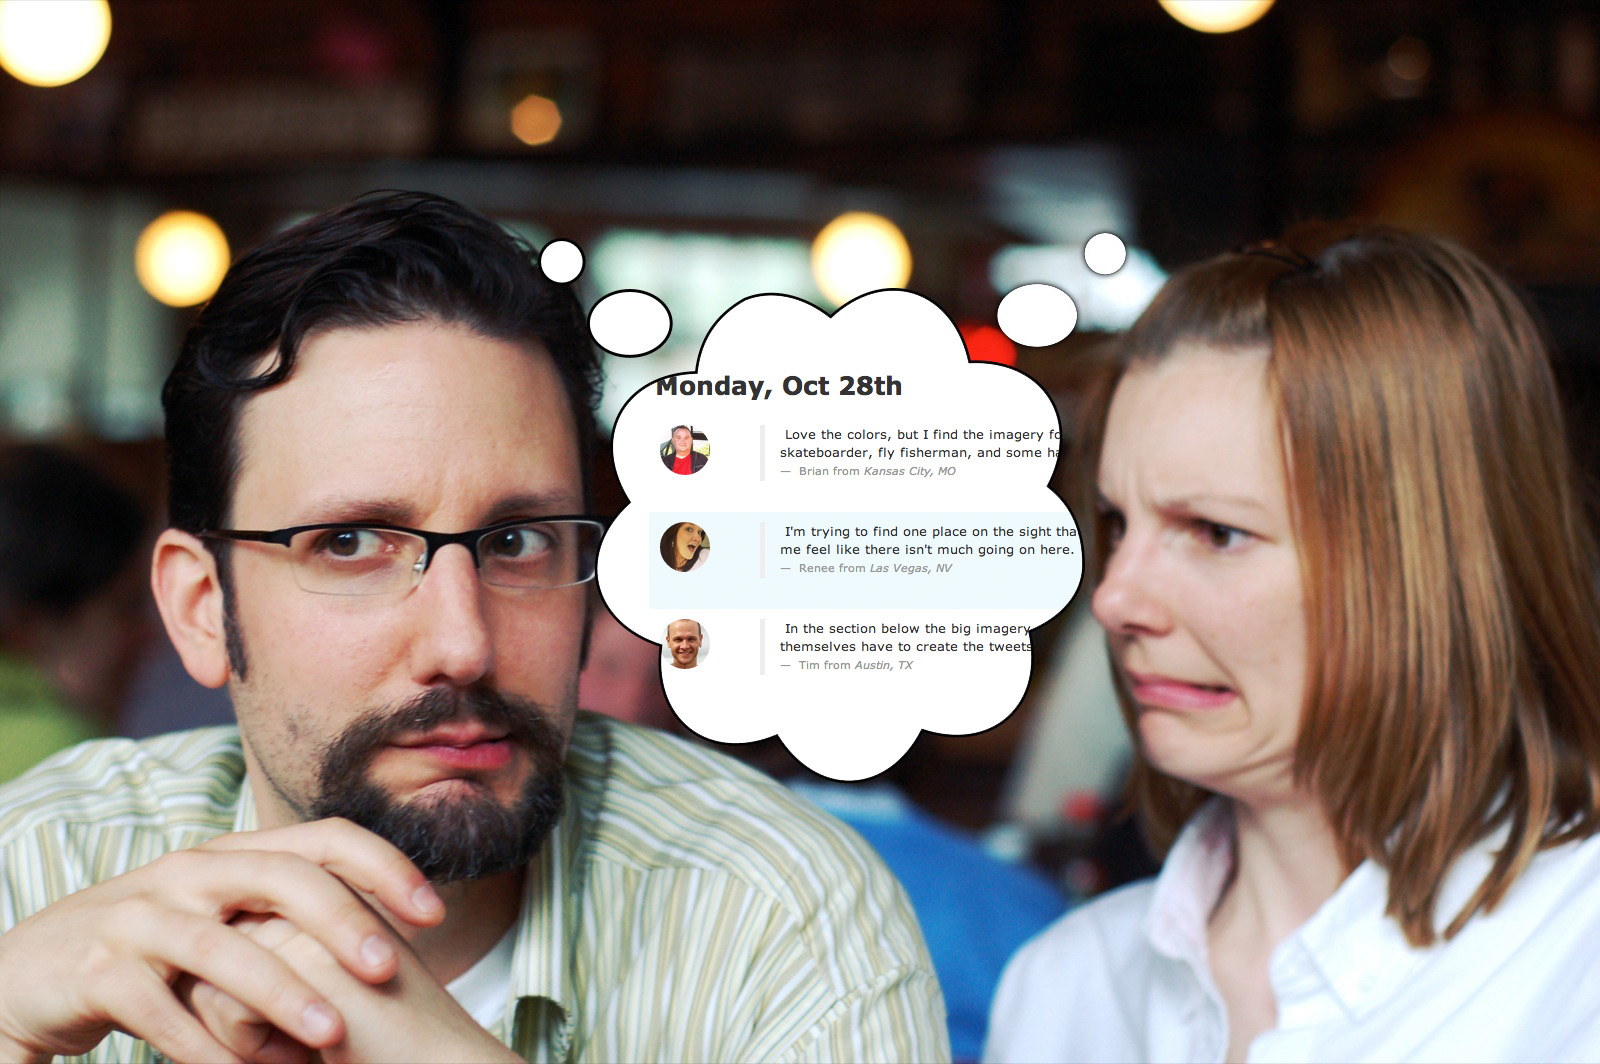 Monday, Oct 28th
Love the colors, but I find the imagery
skateboarder, fly fisherman, and some
— Brian from Kansas City, MO
I'm trying to find one place on the sight
me feel like there isn't much going on here.
— Renee from Las Vegas, NV
In the section below the big imagery
themselves have to create the tweets
— Tim from Austin, TX